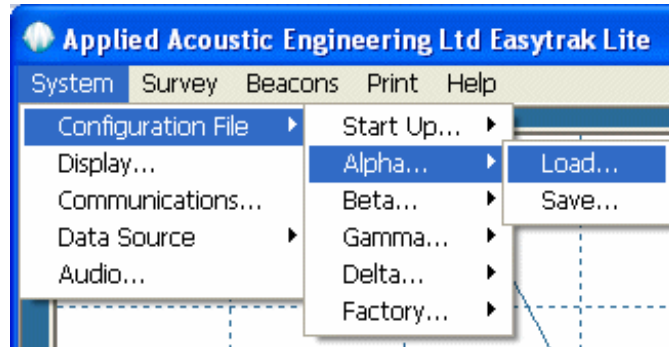 Applied Acoustic Engineering Ltd Easytrak Lite
System Survey Beacons Print Help
Configuration File
Display...
Communications...
Data Source
Audio...
Start Up...
Alpha...
Beta...
Gamma...
Delta...
Factory...
Load...
Save...